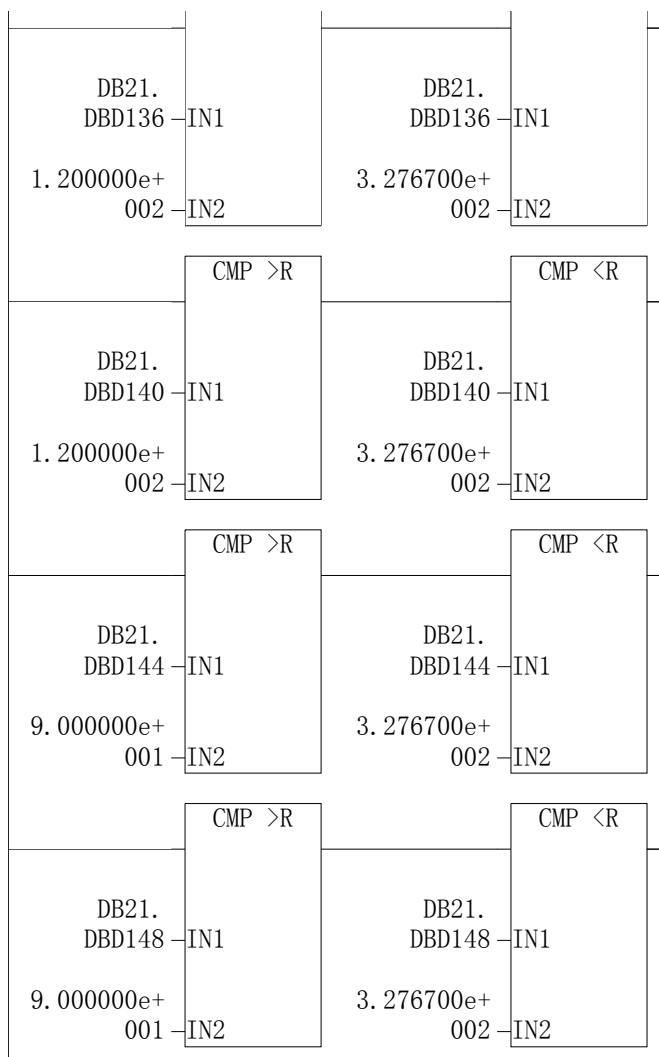 DB21. DB21.
DBD136 IN1 DBD136 IN1
1.200000e+ 3.276700e+
002 IN2 002 IN2
CMP >R CMP <R
DB21. DB21.
DBD140 IN1 DBD140 IN1
1.200000e+ 3.276700e+
002 IN2 002 IN2
CMP >R CMP <R
DB21. DB21.
DBD144 IN1 DBD144 IN1
9.000000e+ 3.276700e+
001 IN2 002 IN2
CMP >R CMP <R
DB21. DB21.
DBD148 IN1 DBD148 IN1
9.000000e+ 3.276700e+
001 IN2 002 IN2